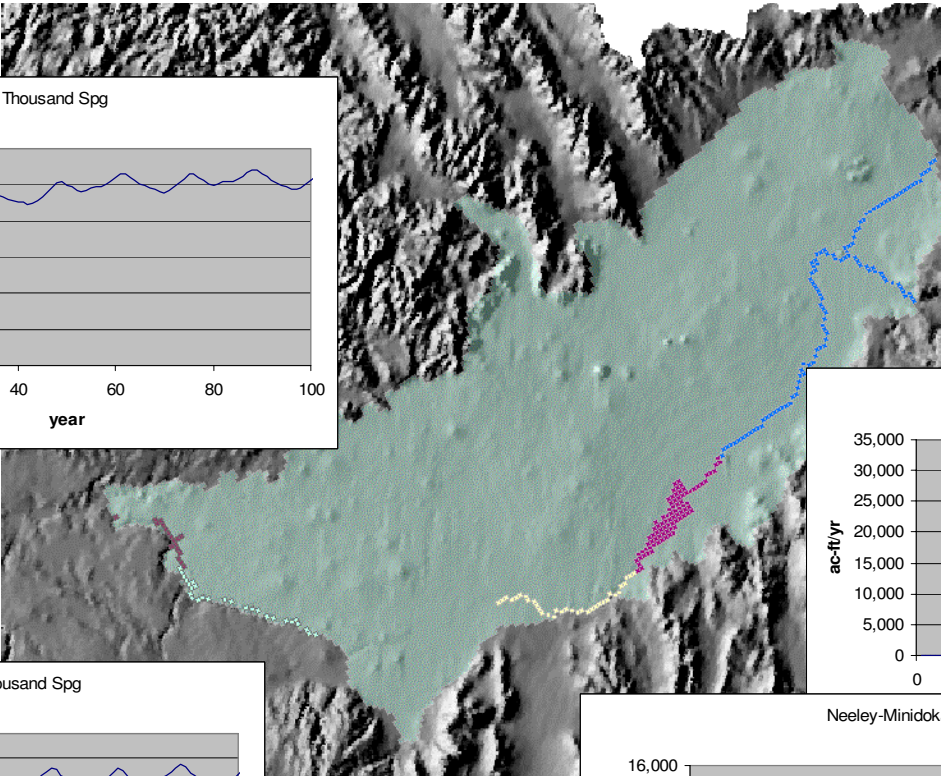 Thousand Spg
40 60 80 100
year
35,000
30,000
25,000
20,000
15,000
10,000
5,000
0
ac-ft/yr
0
ousand Spg
Neeley-Minidok
16,000